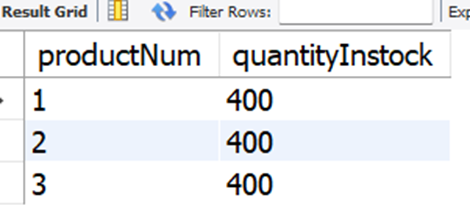 Result Grid Filter Rows: Exp
productNum quantityInstock
1 400
2 400
3 400